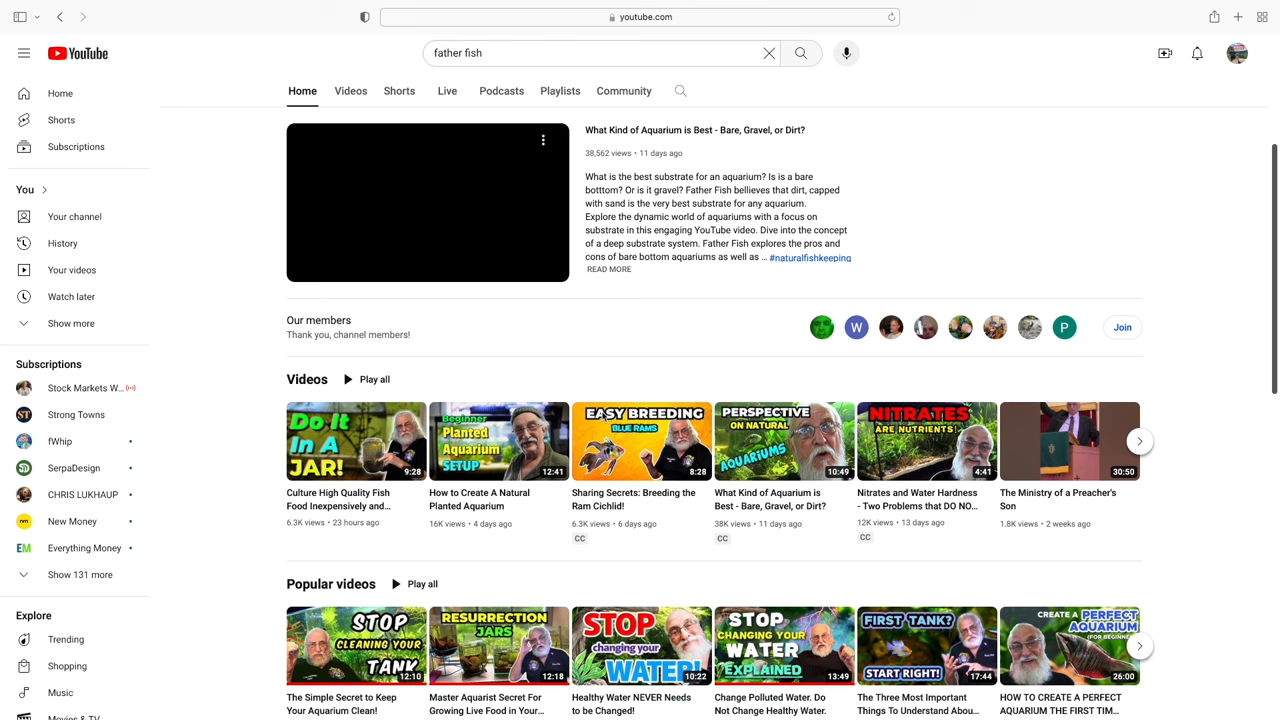 youtube.com
YouTube
father fish
Home Videos Shorts Live Podcasts Playlists Community
Home
Shorts
Subscriptions
You
Your channel
History
Your videos
Watch later
Show more
Subscriptions
Stock Markets W...
Strong Towns
fWhip
SerpaDesign
CHRIS LUKHAUP
New Money
Everything Money
Show 131 more
Explore
Trending
Shopping
Music
Movies & TV
What Kind of Aquarium is Best - Bare, Gravel, or Dirt?
38,562 views • 11 days ago
What is the best substrate for an aquarium? Is is a bare
botttom? Or is it gravel? Father Fish bellieves that dirt, capped
with sand is the very best substrate for any aquarium.
Explore the dynamic world of aquariums with a focus on
substrate in this engaging YouTube video. Dive into the concept
of a deep substrate system. Father Fish explores the pros and
cons of bare bottom aquariums as well as ... #naturalfishkeeping
READ MORE
Our members
Thank you, channel members!
W
P
Join
Videos Play all
Do It
In A
JAR!
9:28
Culture High Quality Fish
Food Inexpensively and...
6.3K views • 23 hours ago
Beginner
Planted
Aquarium
SETUP
12:41
How to Create A Natural
Planted Aquarium
16K views • 4 days ago
EASY BREEDING
BLUE RAMS
8:28
Sharing Secrets: Breeding the
Ram Cichlid!
6.3K views • 6 days ago
CC
PERSPECTIVE
ON NATURAL
AQUARIUMS
10:49
What Kind of Aquarium is
Best - Bare, Gravel, or Dirt?
38K views • 11 days ago
CC
NITRATES
ARE NUTRIENTS!
4:41
Nitrates and Water Hardness
- Two Problems that DO NO...
12K views • 13 days ago
CC
30:50
The Ministry of a Preacher's
Son
1.8K views • 2 weeks ago
Popular videos Play all
STOP
CLEANING YOUR
TANK
12:10
The Simple Secret to Keep
Your Aquarium Clean!
RESURRECTION
JARS
12:18
Master Aquarist Secret For
Growing Live Food in Your...
STOP
changing your
WATER!
10:22
Healthy Water NEVER Needs
to be Changed!
STOP
CHANGING YOUR
WATER
EXPLAINED
13:49
Change Polluted Water. Do
Not Change Healthy Water.
FIRST TANK?
START RIGHT!
17:44
The Three Most Important
Things To Understand Abou...
CREATE A
PERFECT
AQUARIUM
(FOR BEGINNER
26:00
HOW TO CREATE A PERFECT
AQUARIUM THE FIRST TIM...